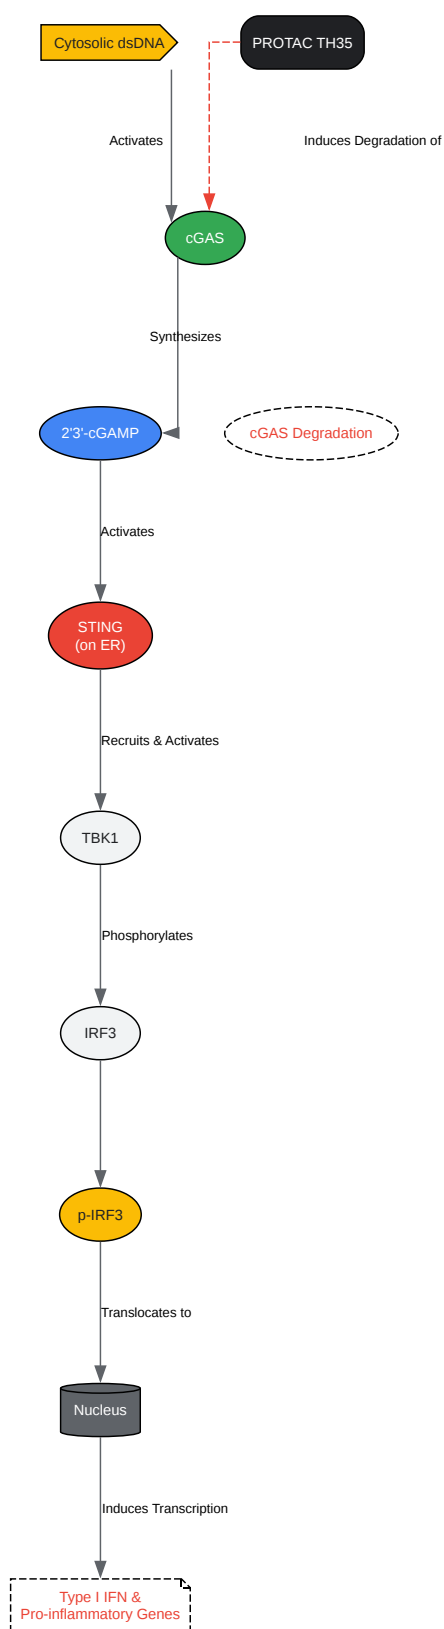 Cytosolic dsDNA
PROTAC TH35
Activates
Induces Degradation of
cGAS
Synthesizes
2'3'-cGAMP
cGAS Degradation
Activates
STING
(on ER)
Recruits & Activates
TBK1
Phosphorylates
IRF3
p-IRF3
Translocates to
Nucleus
Induces Transcription
Type I IFN &
Pro-inflammatory Genes